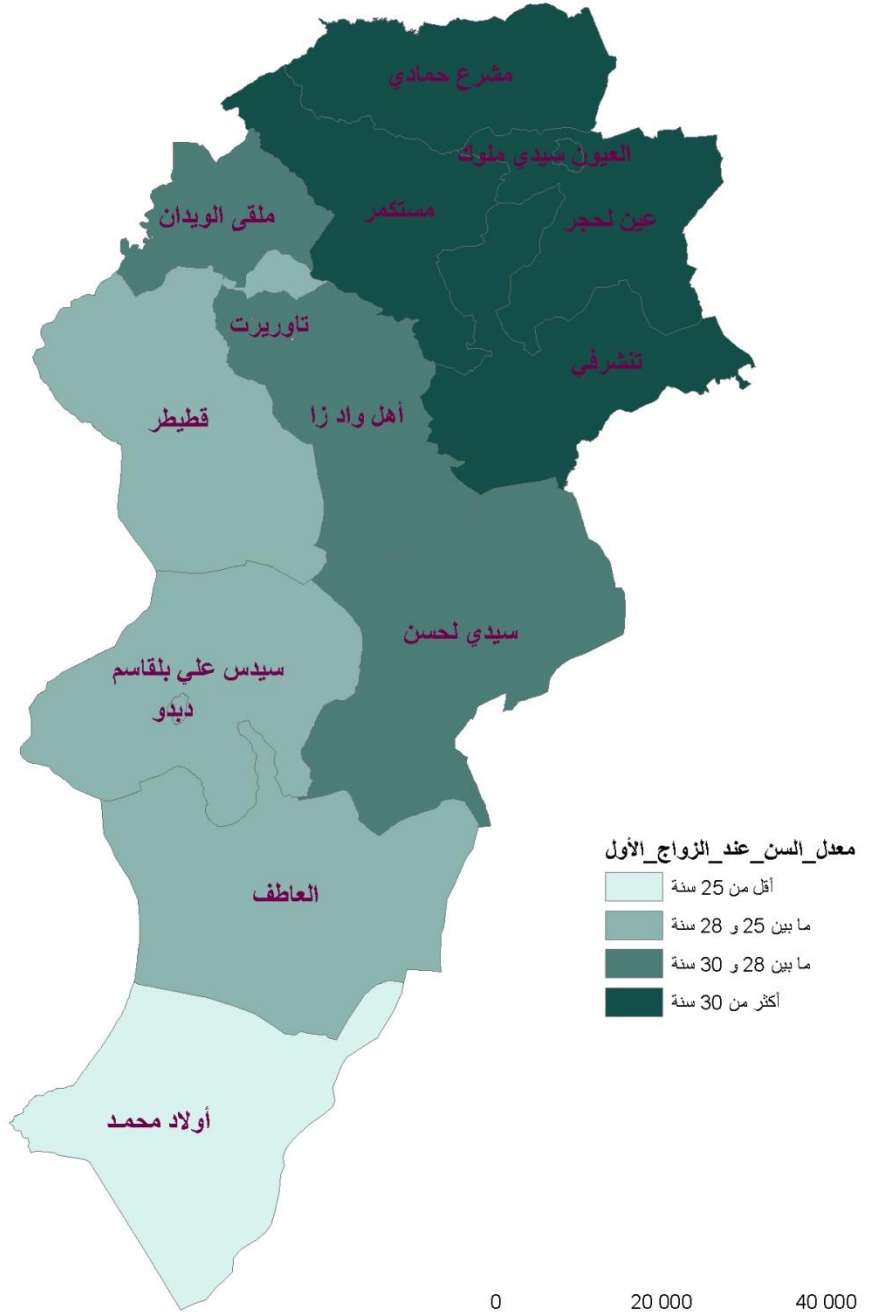 مشرع حمادي
العيون سيدي ملوك
مستكمر
عين لحجر
ملقى الويدان
تاوريرت
تنشرفي
قطيطر
أهل واد زا
سيدي لحسن
سيدس علي بلقاسم
دبدو
العاطف
أولاد محمد
معدل_السن_عند_الزواج_الأول
أقل من 25 سنة
ما بين 25 و 28 سنة
ما بين 28 و 30 سنة
أكثر من 30 سنة
0 20 000 40 000